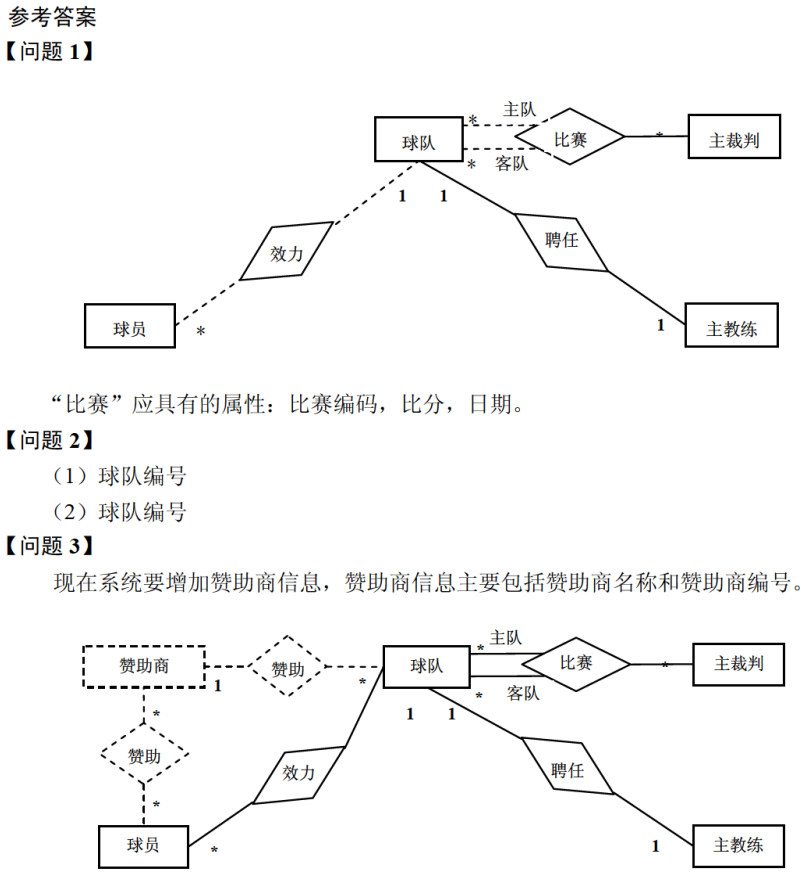 参考答案
【问题 1】
主队
* 
球队
比赛
*
主裁判
*
客队
1
1
效力
聘任
球员
*
1
主教练
“比赛”应具有的属性：比赛编码，比分，日期。
【问题 2】
（1）球队编号
（2）球队编号
【问题 3】
现在系统要增加赞助商信息，赞助商信息主要包括赞助商名称和赞助商编号。
主队
赞助商
赞助
球队
*
比赛
*
主裁判
1
*
*
客队
*
1
1
赞助
效力
聘任
*
球员
*
1
主教练